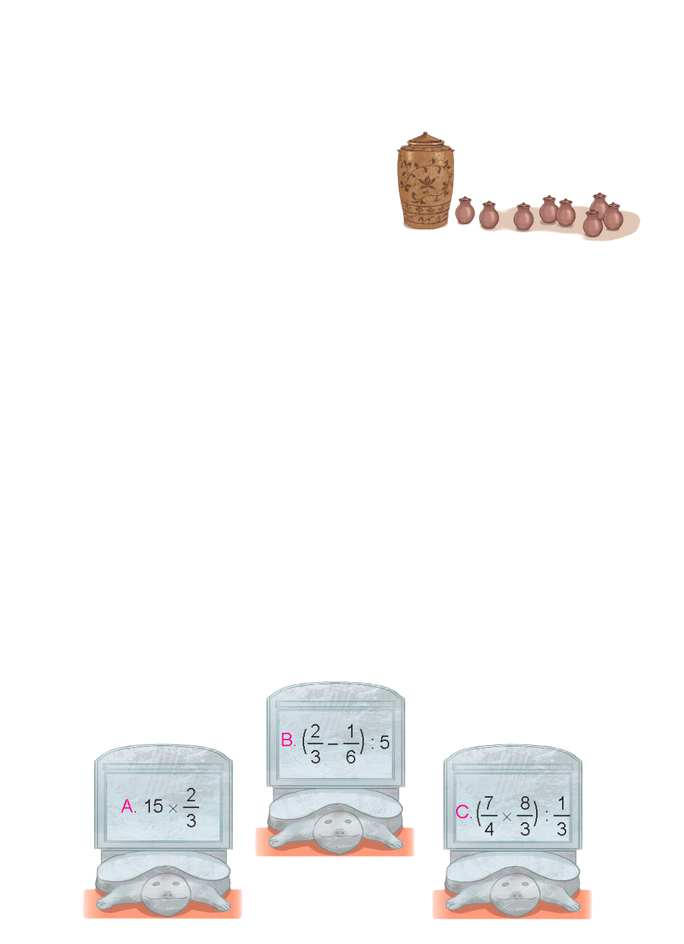 B. (2/3 − 1/6) : 5
A. 15 × 2/3
C. (7/4 × 8/3) : 1/3